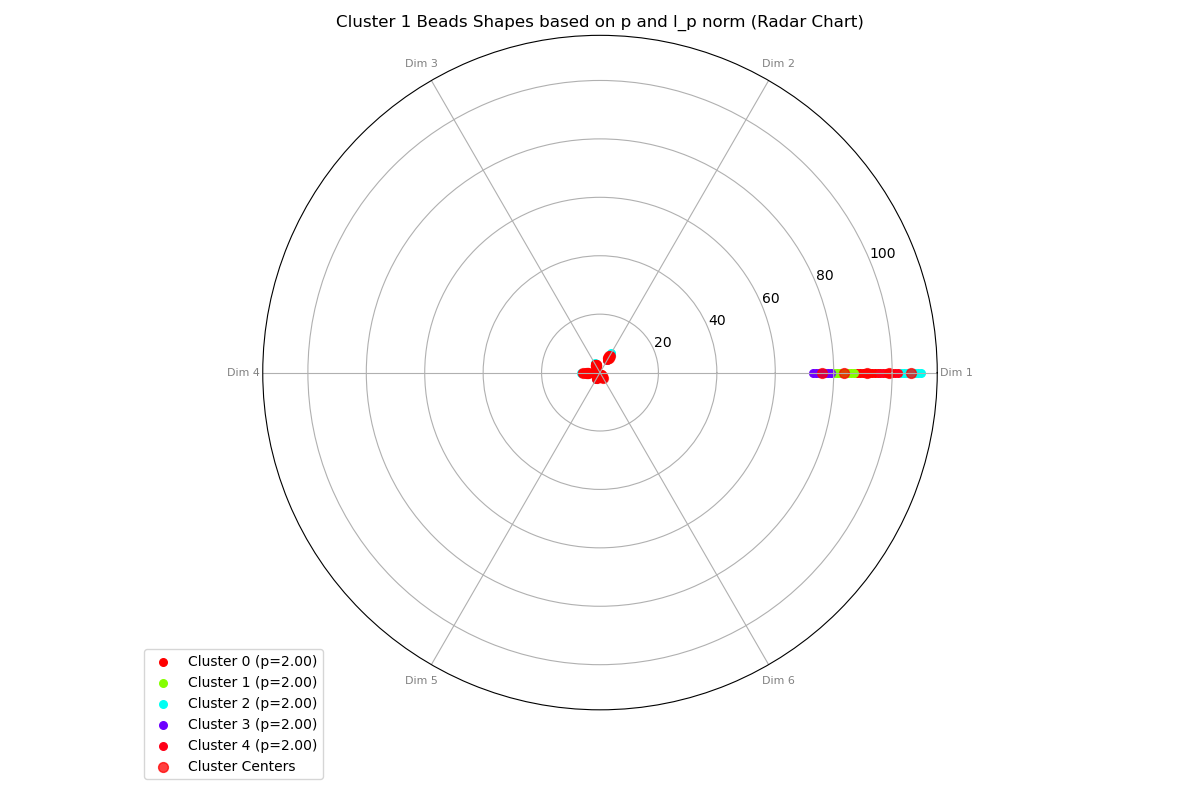 Cluster 1 Beads Shapes based on p and l_p norm (Radar Chart)
Dim 3
Dim 2
100
80
60
40
20
Dim 4
Dim 1
Dim 5
Dim 6
Cluster 0 (p=2.00)
Cluster 1 (p=2.00)
Cluster 2 (p=2.00)
Cluster 3 (p=2.00)
Cluster 4 (p=2.00)
Cluster Centers